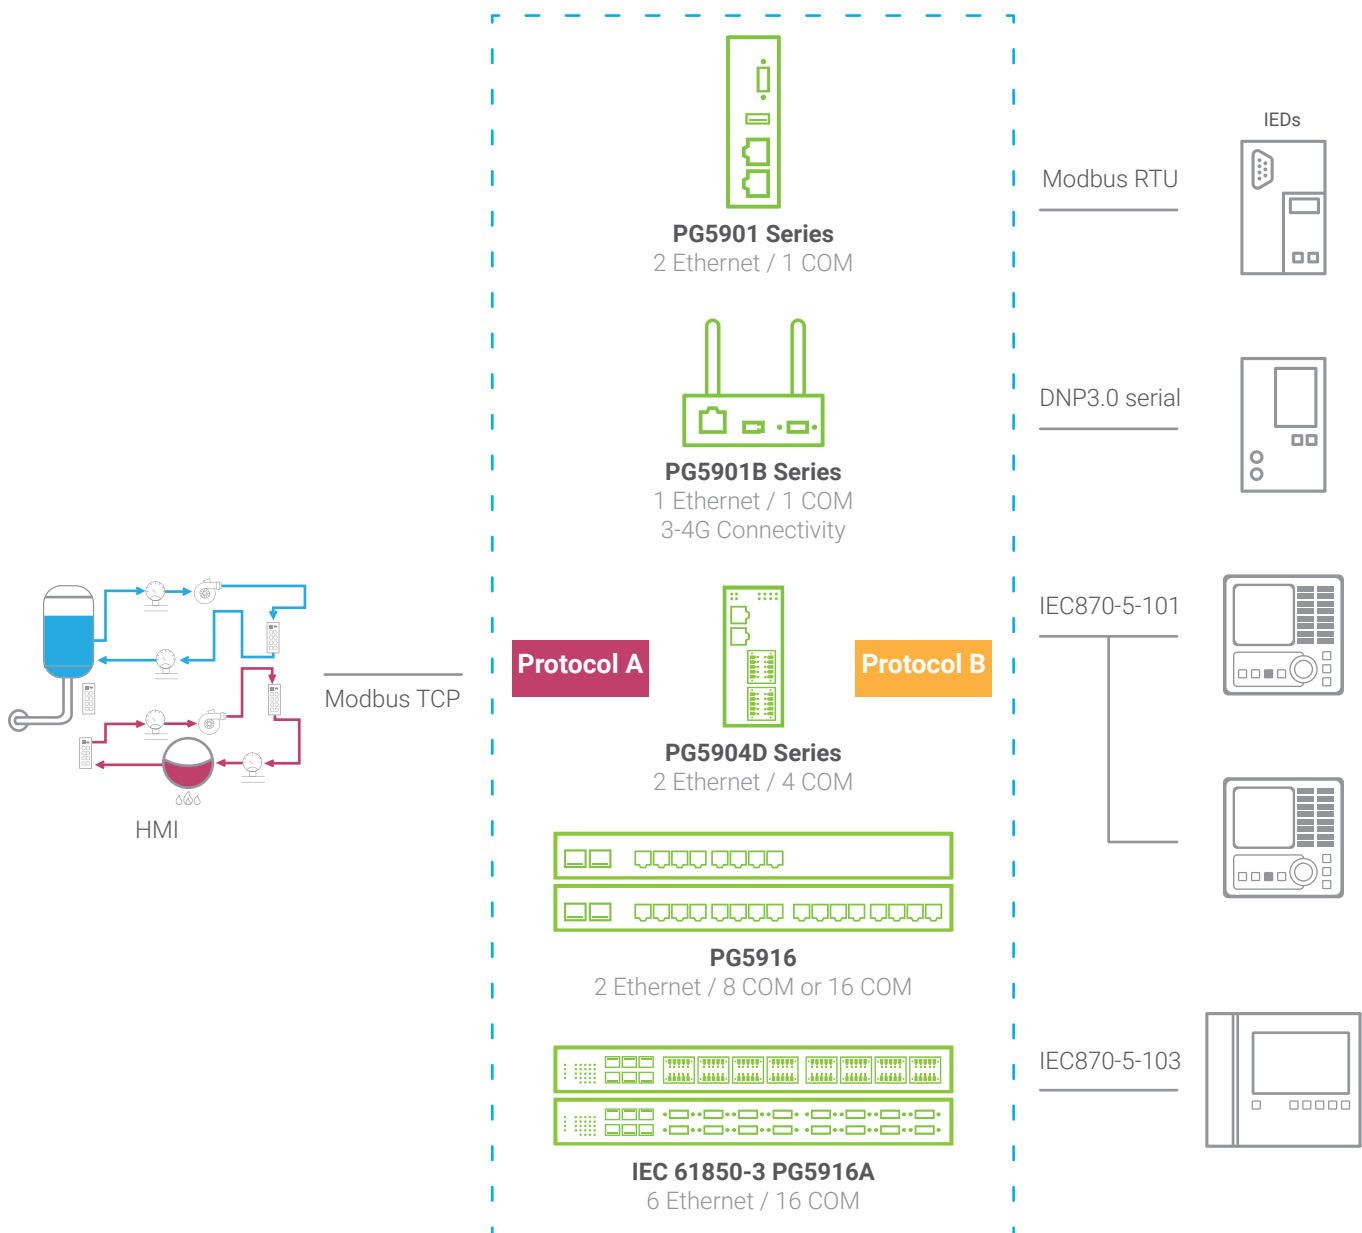 IEDs
Modbus RTU
PG5901 Series
2 Ethernet / 1 COM
DNP3.0 serial
PG5901B Series
1 Ethernet / 1 COM
3-4G Connectivity
IEC870-5-101
Protocol A
Protocol B
Modbus TCP
PG5904D Series
2 Ethernet / 4 COM
HMI
PG5916
2 Ethernet / 8 COM or 16 COM
IEC870-5-103
IEC 61850-3 PG5916A
6 Ethernet / 16 COM